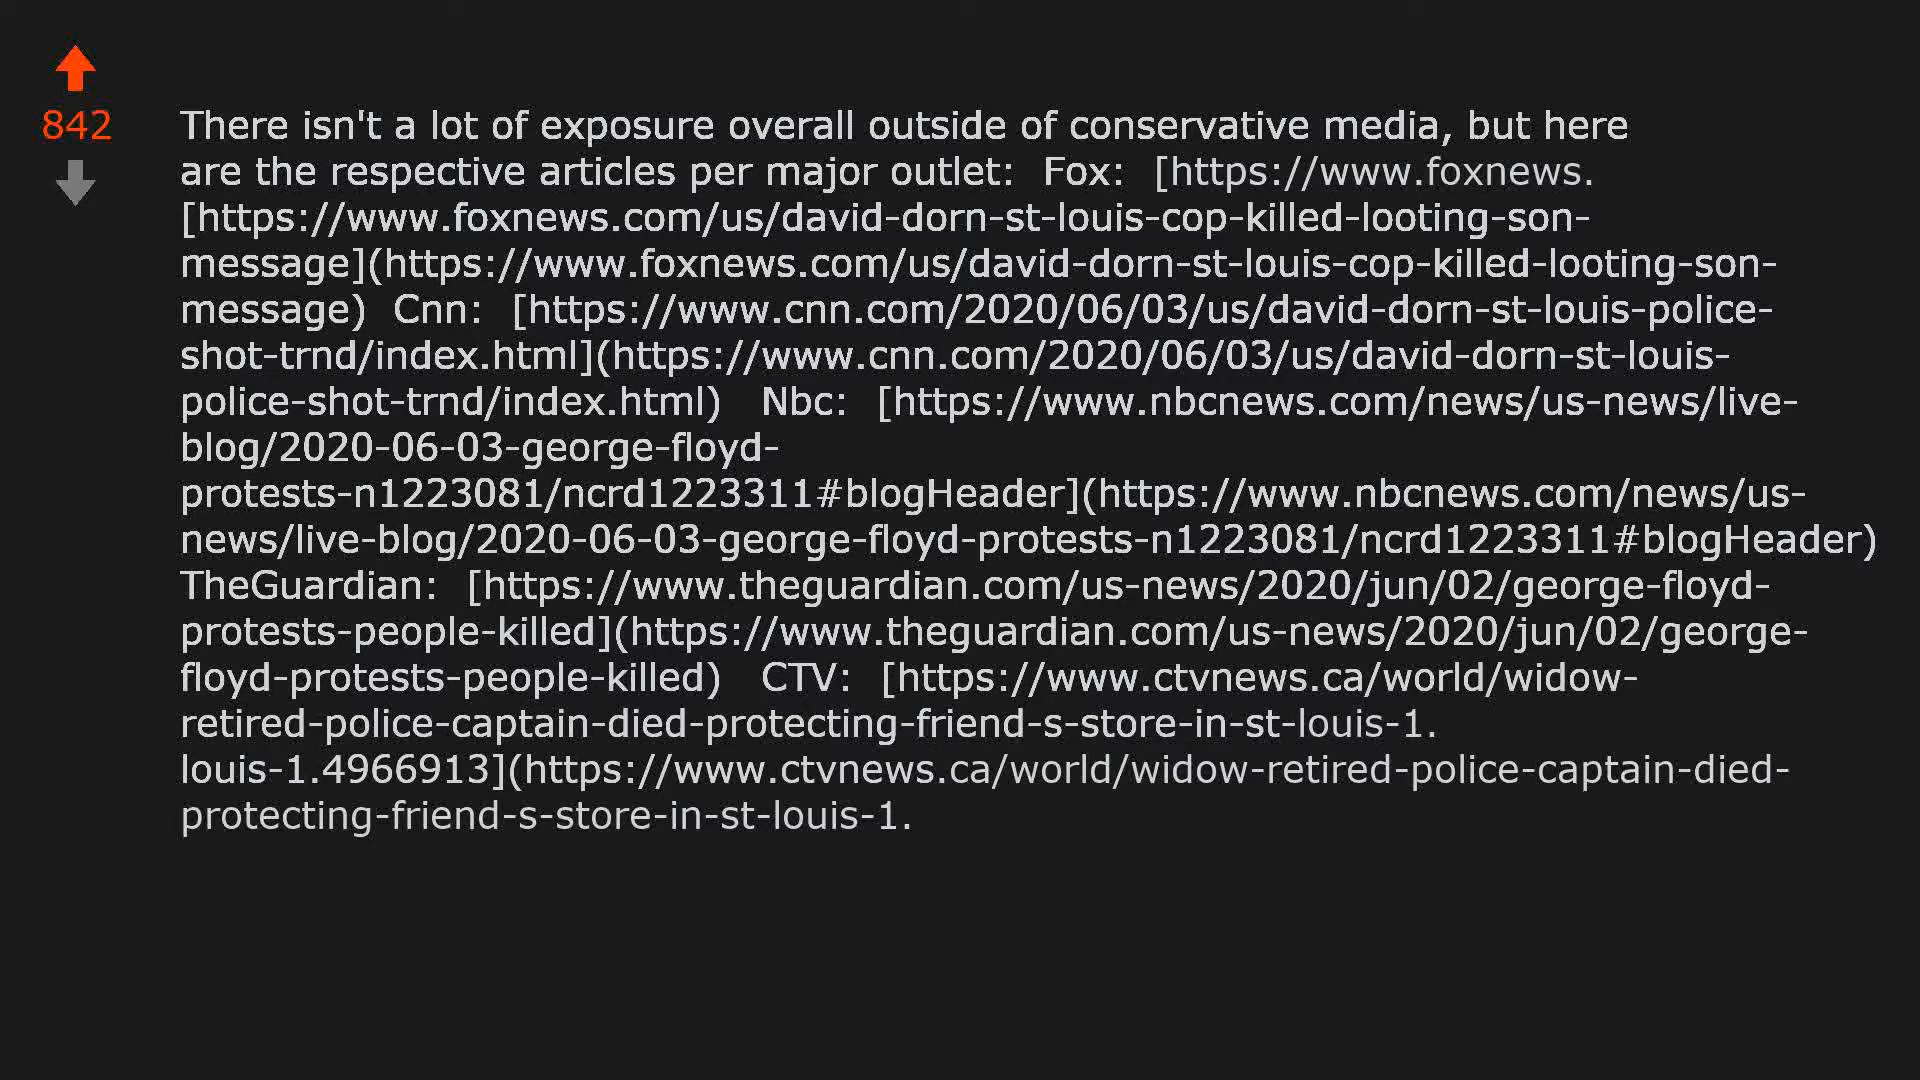 842
There isn't a lot of exposure overall outside of conservative media, but here
are the respective articles per major outlet:  Fox:  [https://www.foxnews.
[https://www.foxnews.com/us/david-dorn-st-louis-cop-killed-looting-son-
message](https://www.foxnews.com/us/david-dorn-st-louis-cop-killed-looting-son-
message)  Cnn:  [https://www.cnn.com/2020/06/03/us/david-dorn-st-louis-police-
shot-trnd/index.html](https://www.cnn.com/2020/06/03/us/david-dorn-st-louis-
police-shot-trnd/index.html)   Nbc:  [https://www.nbcnews.com/news/us-news/live-
blog/2020-06-03-george-floyd-
protests-n1223081/ncrd1223311#blogHeader](https://www.nbcnews.com/news/us-
news/live-blog/2020-06-03-george-floyd-protests-n1223081/ncrd1223311#blogHeader)
TheGuardian:  [https://www.theguardian.com/us-news/2020/jun/02/george-floyd-
protests-people-killed](https://www.theguardian.com/us-news/2020/jun/02/george-
floyd-protests-people-killed)   CTV:  [https://www.ctvnews.ca/world/widow-
retired-police-captain-died-protecting-friend-s-store-in-st-louis-1.
louis-1.4966913](https://www.ctvnews.ca/world/widow-retired-police-captain-died-
protecting-friend-s-store-in-st-louis-1.